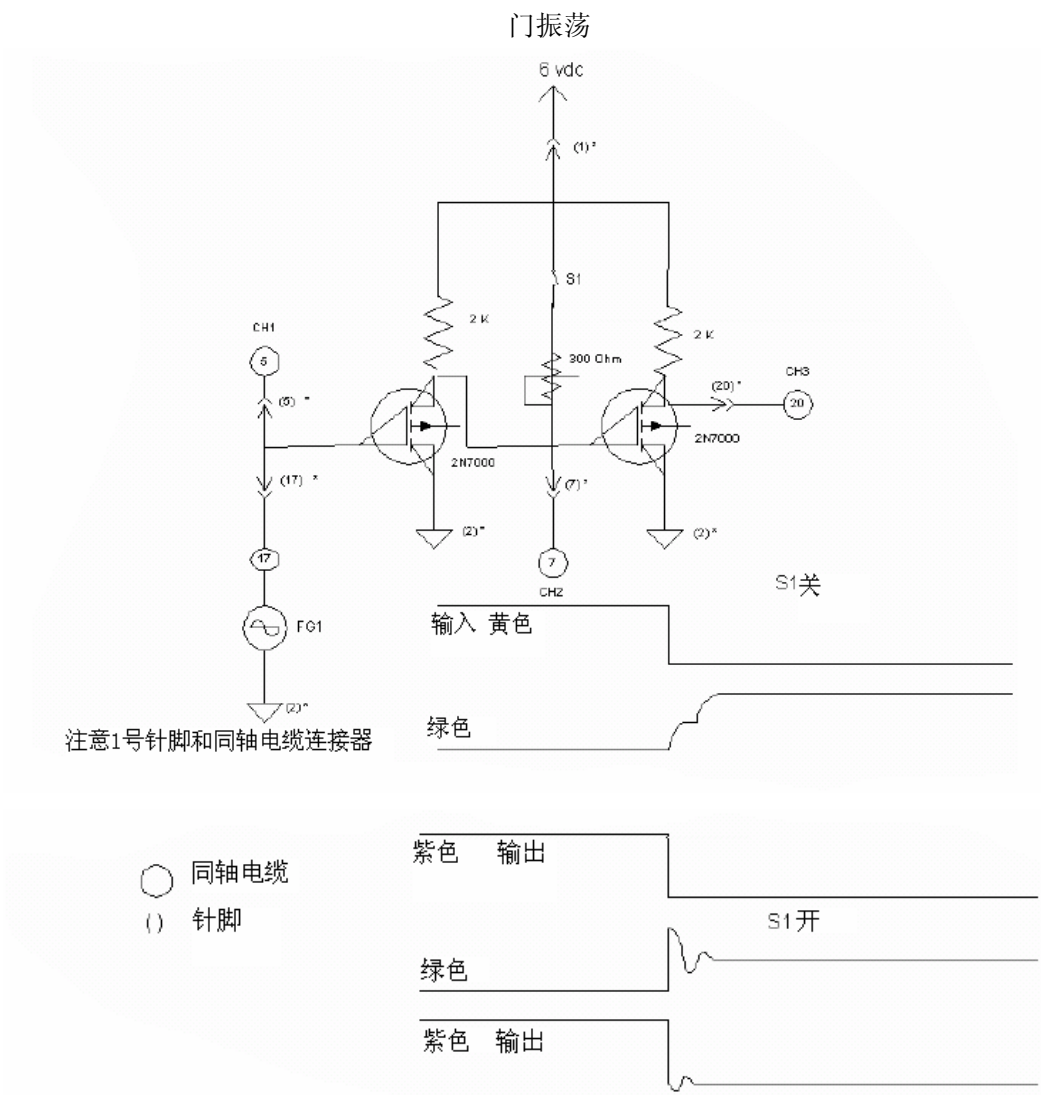 门振荡
6 vdc
(1)*
S1
2 K
300 Ohm
2 K
CH1
5
(5) *
(20)*
CH3
20
2N7000
2N7000
(17) *
(7)*
(2)*
(2)*
17
7
CH2
S1关
FG1
输入 黄色
(2)*
绿色
注意1号针脚和同轴电缆连接器
紫色 输出
同轴电缆
() 针脚
S1开
绿色
紫色 输出